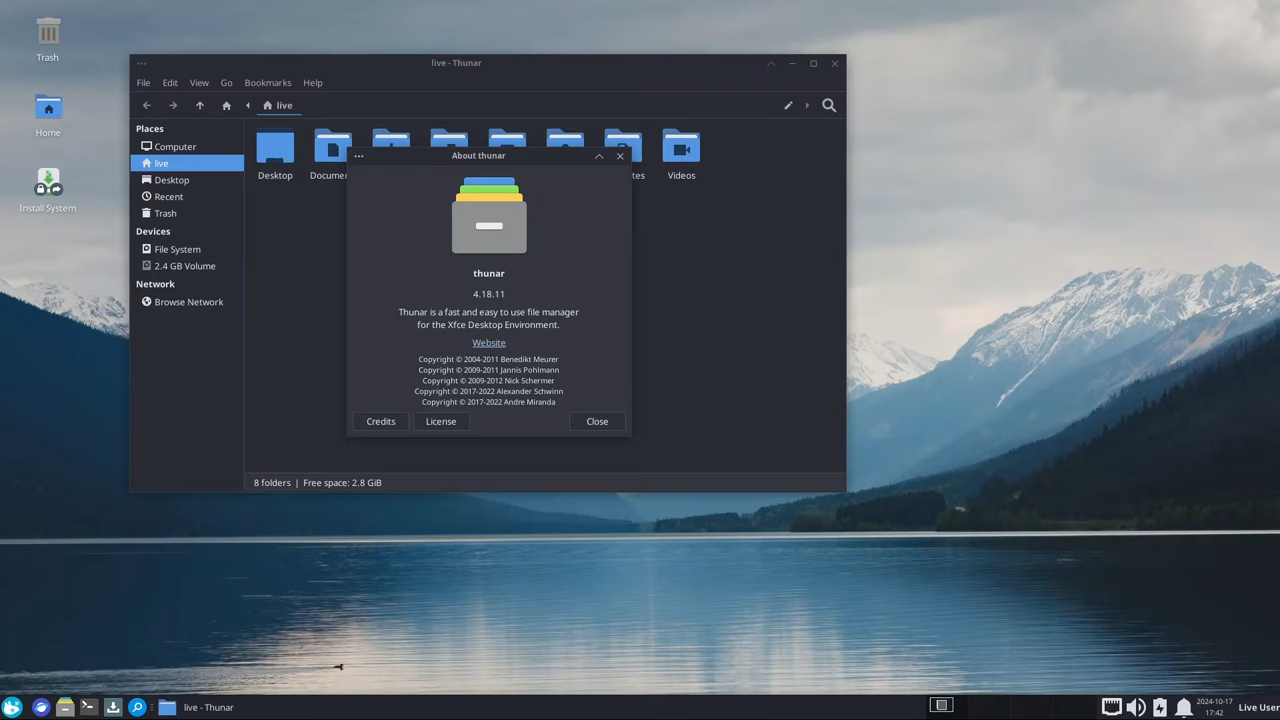 Trash
Home
Install System
live - Thunar
File Edit View Go Bookmarks Help
live
Places
Computer
live
Desktop
Recent
Trash
Devices
File System
2.4 GB Volume
Network
Browse Network
Desktop
Videos
About thunar
thunar
4.18.11
Thunar is a fast and easy to use file manager
for the Xfce Desktop Environment.
Website
Copyright © 2004-2011 Benedikt Meurer
Copyright © 2009-2011 Jannis Pohlmann
Copyright © 2009-2012 Nick Schermer
Copyright © 2017-2022 Alexander Schwinn
Copyright © 2017-2022 Andre Miranda
Credits License Close
8 folders | Free space: 2.8 GiB
live - Thunar
2024-10-17
17:42
Live User